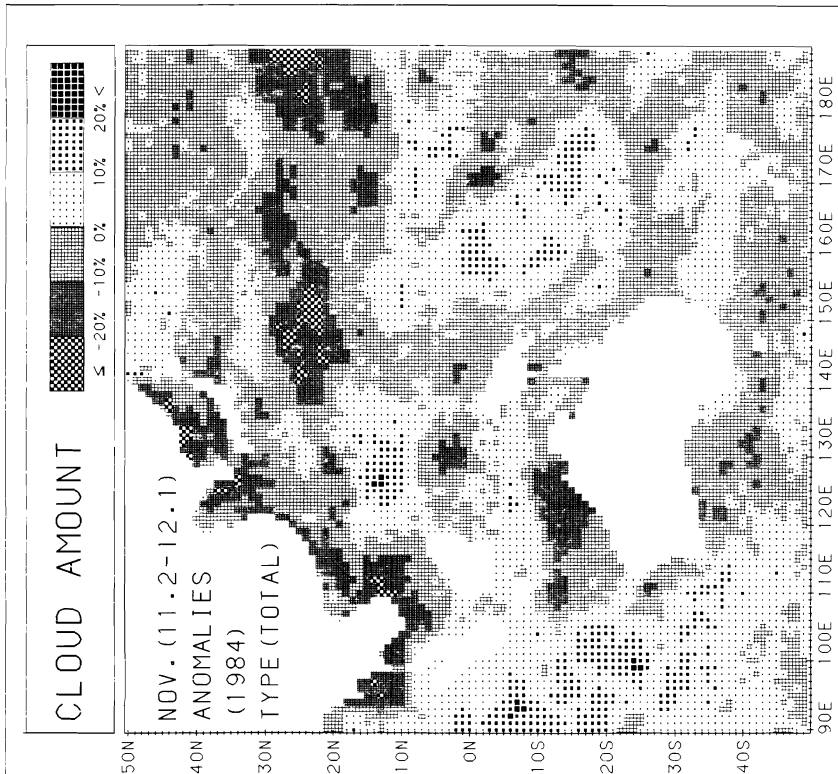 CLOUD AMOUNT
≤ -20% -10% 0% 10% 20% <
NOV. (11.2-12.1)
ANOMALIES
(1984)
TYPE (TOTAL)
50N
40N
30N
20N
10N
0N
10S
20S
30S
40S
90E 100E 110E 120E 130E 140E 150E 160E 170E 180E